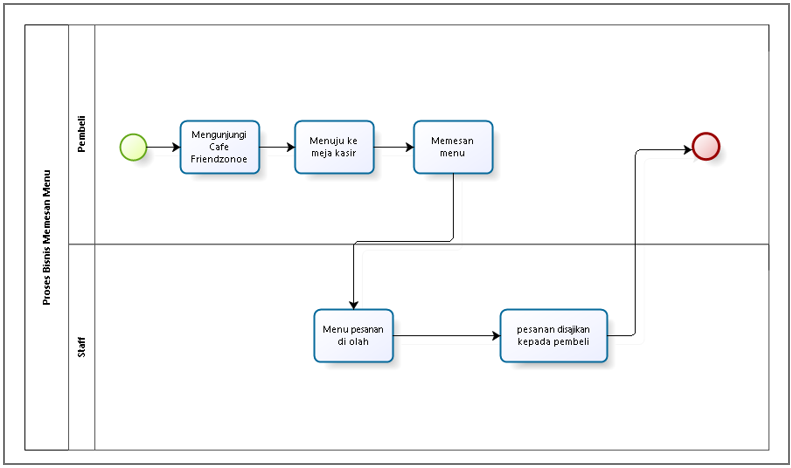 Proses Bisnis Memesan Menu
Pembeli
Mengunjungi
Cafe
Friendzonoe
Menuju ke
meja kasir
Memesan
menu
Staff
Menu pesanan
di olah
pesanan disajikan
kepada pembeli